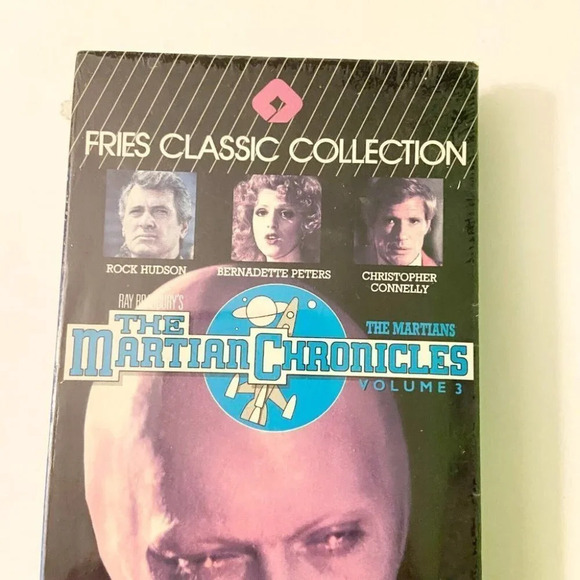 FRIES CLASSIC COLLECTION
ROCK HUDSON
BERNADETTE PETERS
CHRISTOPHER
CONNELLY
RAY BRADBURY'S
THE
MARTIAN CHRONICLES
THE MARTIANS
VOLUME 3